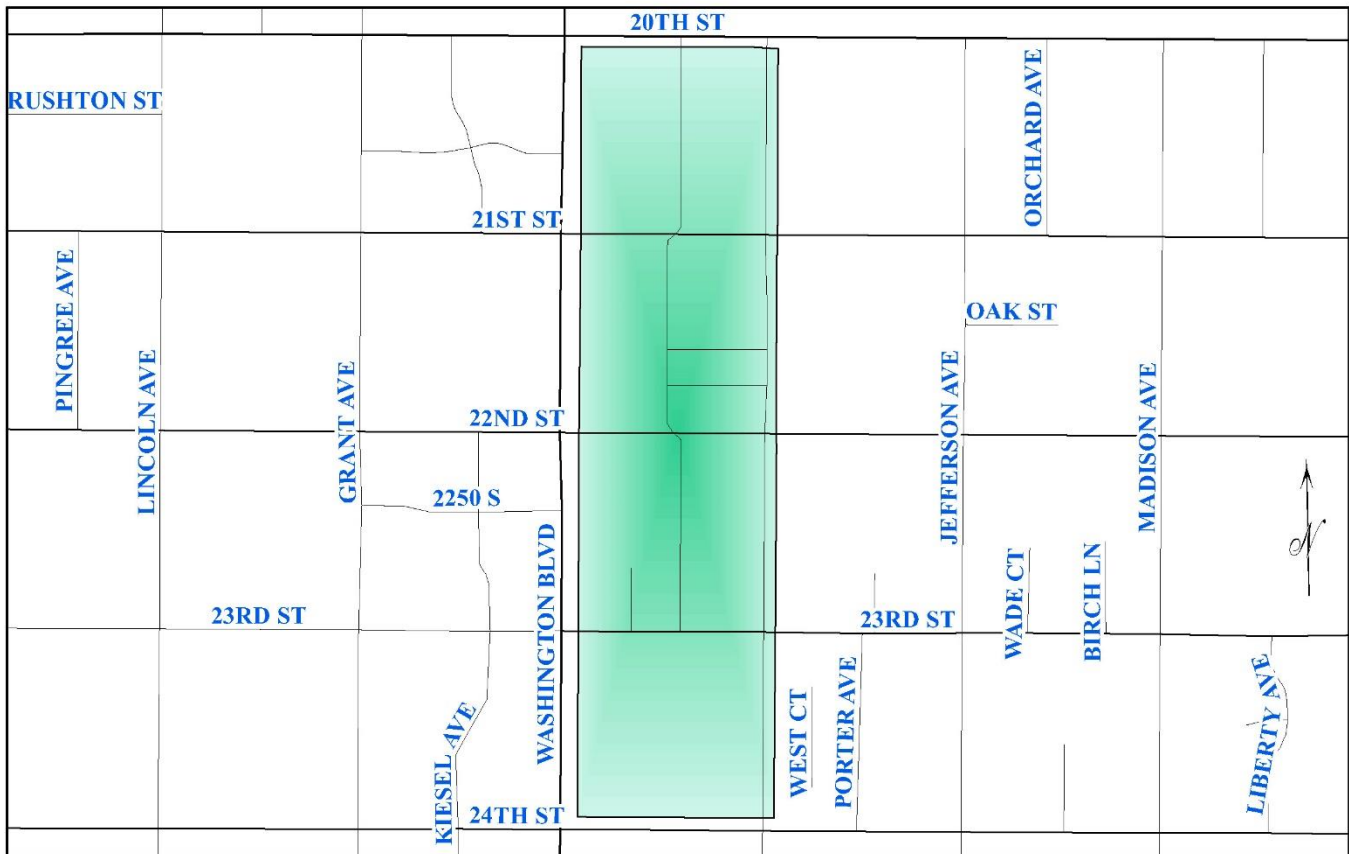 20TH ST
RUSHTON ST
ORCHARD AVE
21ST ST
PINGREE AVE
OAK ST
LINCOLN AVE
GRANT AVE
22ND ST
JEFFERSON AVE
MADISON AVE
2250 S
N
WASHINGTON BLVD
WADE CT
BIRCH LN
23RD ST
23RD ST
KIESEL AVE
WEST CT
PORTER AVE
LIBERTY AVE
24TH ST